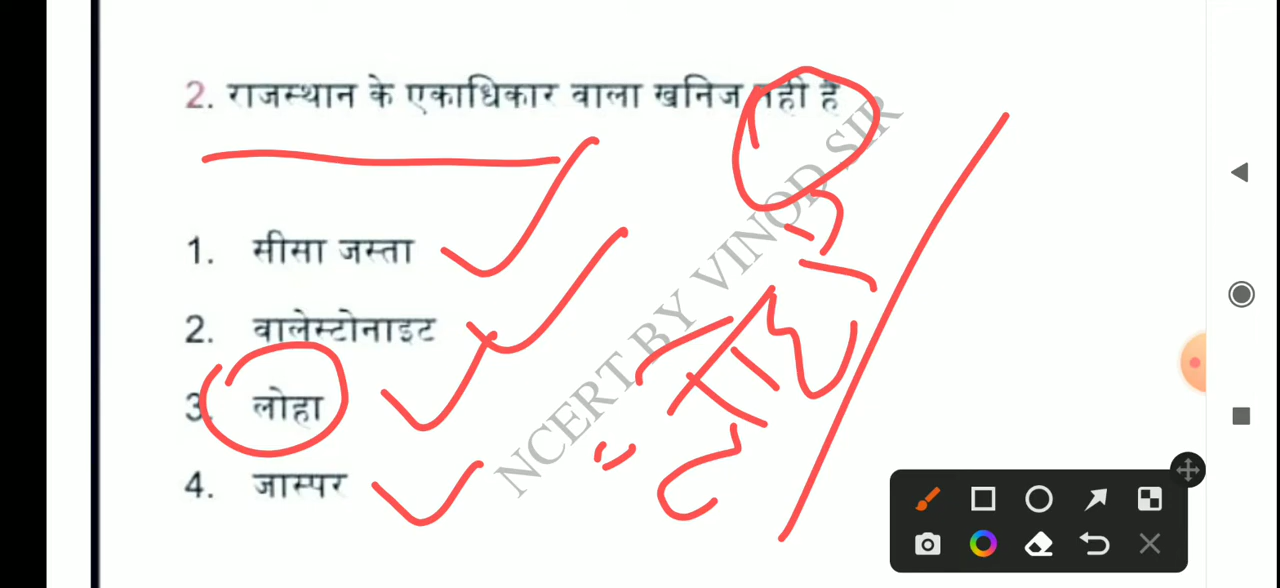 2. राजस्थान के एकाधिकार वाला खनिज नही है
1. सीसा जस्ता
2. वालेस्टोनाइट
3. लोहा
4. जास्पर
NCERT BY VINOD SIR